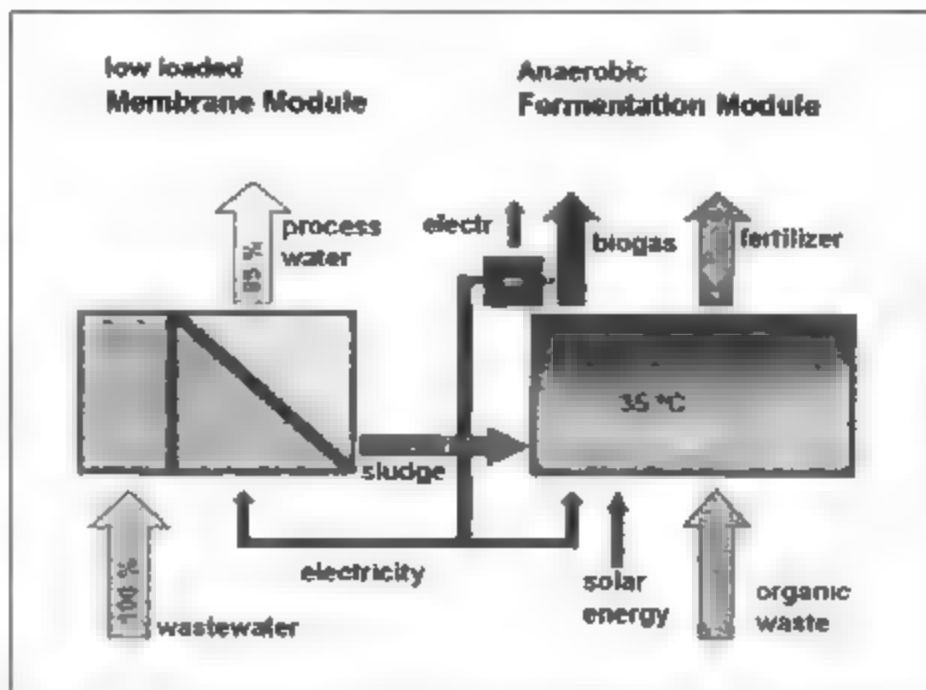 low loaded
Membrane Module
Anaerobic
Fermentation Module
process
water
electr
biogas
fertilizer
35 °C
sludge
electricity
solar
energy
100 %
wastewater
organic
waste